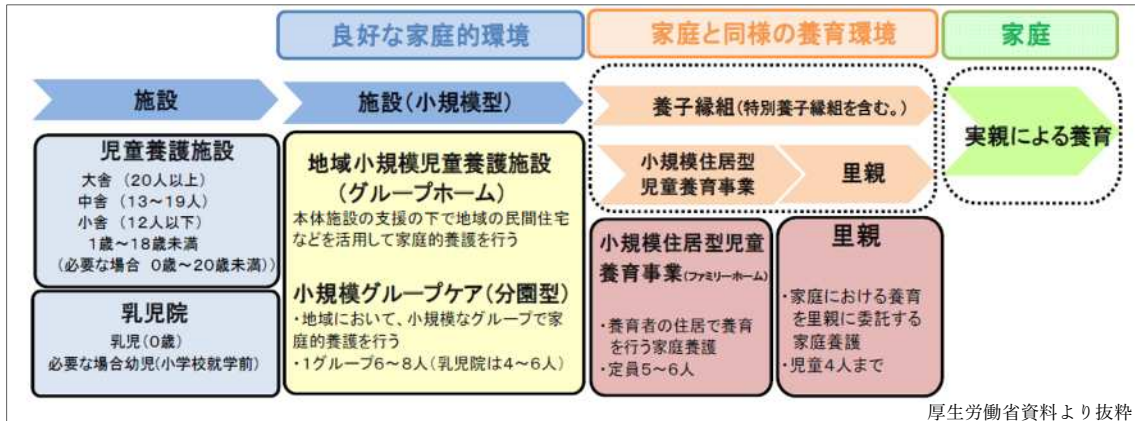 良好な家庭的環境
家庭と同様の養育環境
家庭
施設
施設(小規模型)
養子縁組(特別養子縁組を含む。)
小規模住居型
児童養育事業
里親
実親による養育
児童養護施設
大舎 (20人以上)
中舎 (13~19人)
小舎 (12人以下)
1歳~18歳未満
(必要な場合 0歳~20歳未満))
乳児院
乳児(0歳)
必要な場合幼児(小学校就学前)
地域小規模児童養護施設
(グループホーム)
本体施設の支援の下で地域の民間住宅
などを活用して家庭的養護を行う
小規模グループケア(分園型)
・地域において、小規模なグループで家
庭的養護を行う
・1グループ6~8人(乳児院は4~6人)
小規模住居型児童
養育事業(ファミリーホーム)
・養育者の住居で養育
を行う家庭養護
・定員5~6人
里親
・家庭における養育
を里親に委託する
家庭養護
・児童4人まで
厚生労働省資料より抜粋